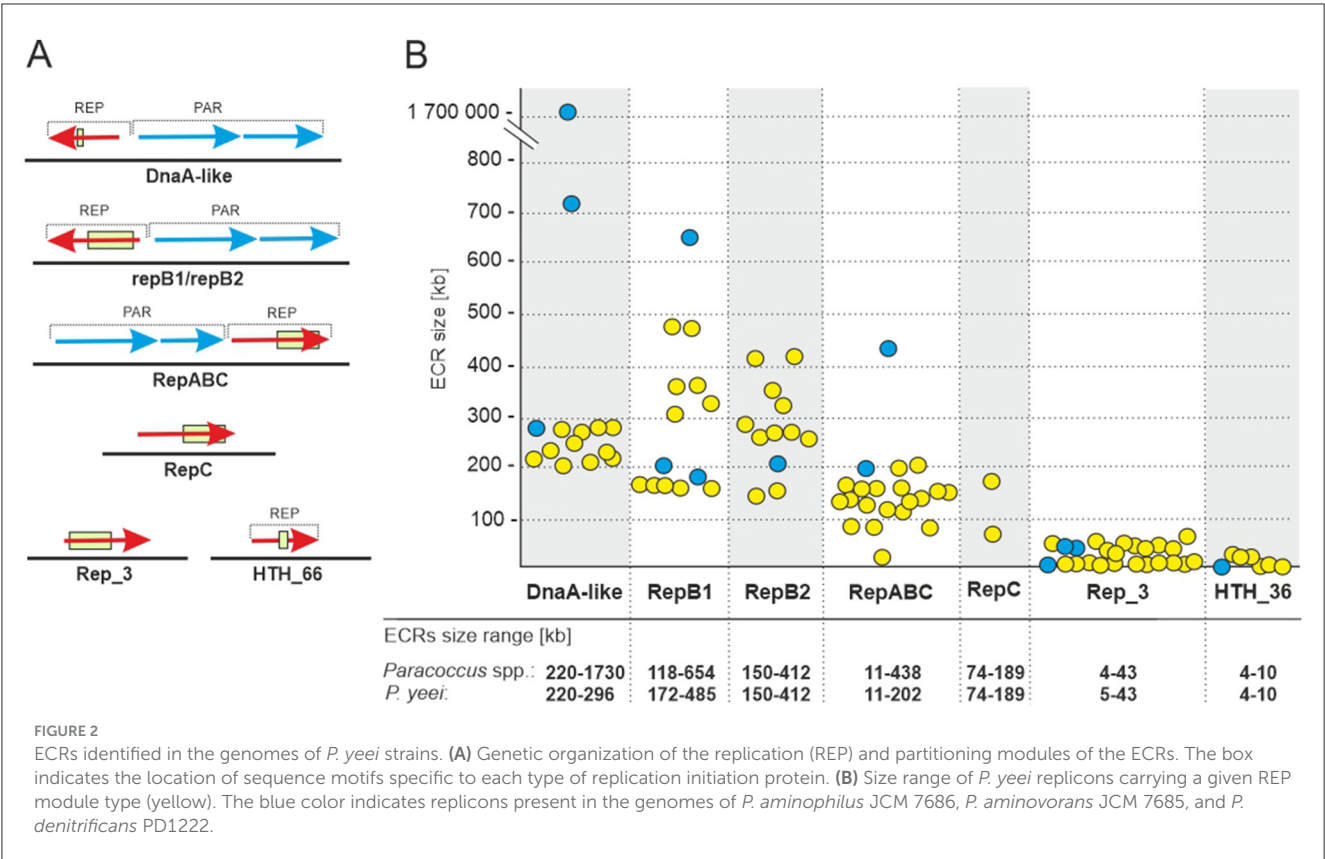 A
REP PAR
DnaA-like
REP PAR
repB1/repB2
PAR REP
RepABC
RepC
Rep_3
REP
HTH_66
B
ECR size [kb]
1 700 000 -
800 -
700 -
600 -
500 -
400 -
300 -
200 -
100 -
DnaA-like RepB1 RepB2 RepABC RepC Rep_3 HTH_36
ECRs size range [kb]
Paracoccus spp.: 220-1730 118-654 150-412 11-438 74-189 4-43 4-10
P. yeei: 220-296 172-485 150-412 11-202 74-189 5-43 4-10
FIGURE 2
ECRs identified in the genomes of P. yeei strains. (A) Genetic organization of the replication (REP) and partitioning modules of the ECRs. The box
indicates the location of sequence motifs specific to each type of replication initiation protein. (B) Size range of P. yeei replicons carrying a given REP
module type (yellow). The blue color indicates replicons present in the genomes of P. aminophilus JCM 7686, P. aminovorans JCM 7685, and P.
denitrificans PD1222.